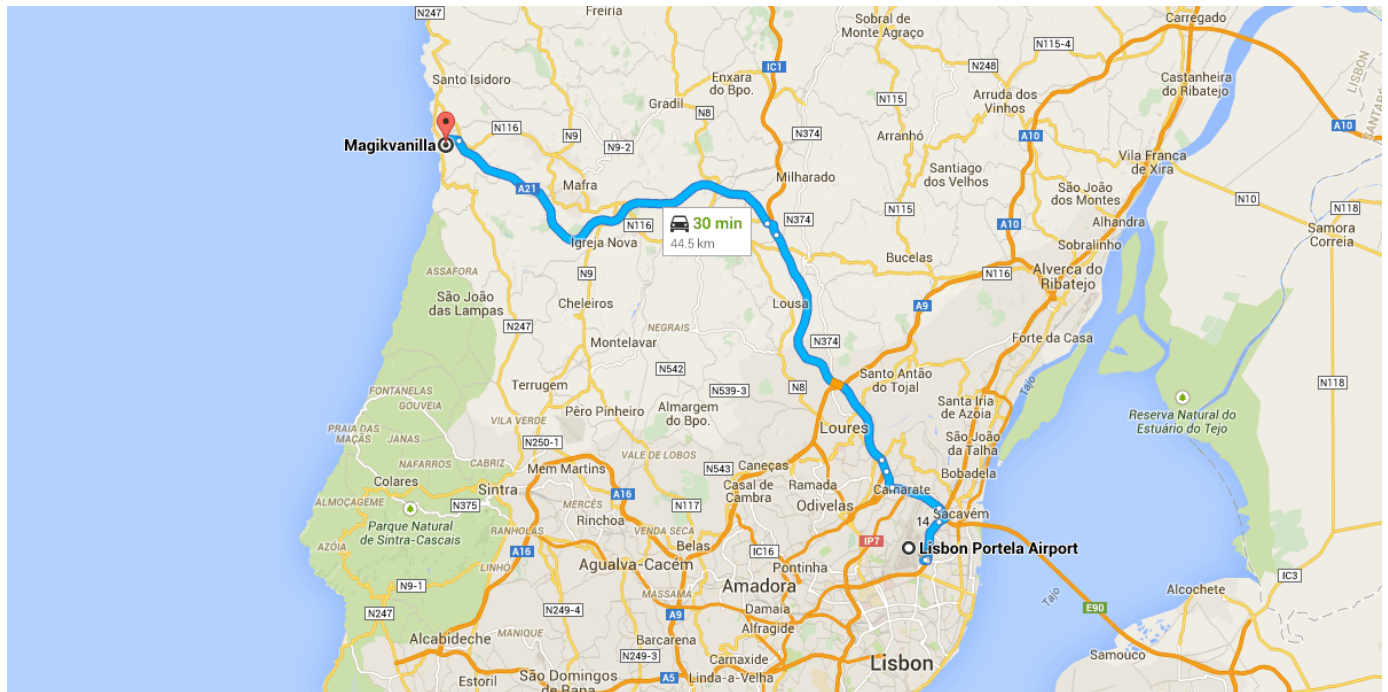 N247
Freiria
Sobral de
Monte Agraço
Carregado
N115-4
IC1
Santo Isidoro
Enxara
do Bpo.
N248
Castanheira
do Ribatejo
LISBON
SANTARÉ
Gradil
N8
N115
Arruda dos
Vinhos
A10
A10
N116
N9
N374
Arranhó
Magikvanilla
N9-2
Vila Franca
de Xira
Milharado
Santiago
dos Velhos
A21
Mafra
São João
dos Montes
N10
N118
30 min
44.5 km
N116
N374
N115
A10
Alhandra
Samora
Correia
Igreja Nova
Sobralinho
Bucelas
ASSAFORA
N9
N116
Alverca do
Ribatejo
São João
das Lampas
Cheleiros
Lousa
A9
N247
NEGRAIS
Montelavar
N374
Forte da Casa
N542
Santo Antão
do Tojal
Tajo
N118
Terrugem
N539-3
N8
FONTANELAS
GOUVEIA
Santa Iria
de Azóia
Pêro Pinheiro
Almargem
do Bpo.
Reserva Natural do
Estuário do Tejo
VILA VERDE
Loures
PRAIA DAS
MAÇÃS
JANAS
N250-1
São João
da Talha
NAFARROS
CABRIZ
Mem Martins
VALE DE LOBOS
N543
Caneças
Bobadela
Colares
Sintra
Casal de
Cambra
Ramada
Camarate
ALMOÇAGEME
N375
A16
MERCÊS
N117
Odivelas
Sacavém
Parque Natural
de Sintra-Cascais
Rinchoa
14
RANHOLAS
VENDA SECA
IP7
AZÓIA
A16
Belas
IC16
Lisbon Portela Airport
LINHÓ
Agualva-Cacém
Pontinha
N9-1
Amadora
IC3
MASSAMÁ
Alcochete
N247
N249-4
A9
Damaia
Tajo
E90
Alcabideche
MANIQUE
Barcarena
Alfragide
N249-3
Carnaxide
Lisbon
Samouco
Estoril
São Domingos
de Rana
A5
Linda-a-Velha